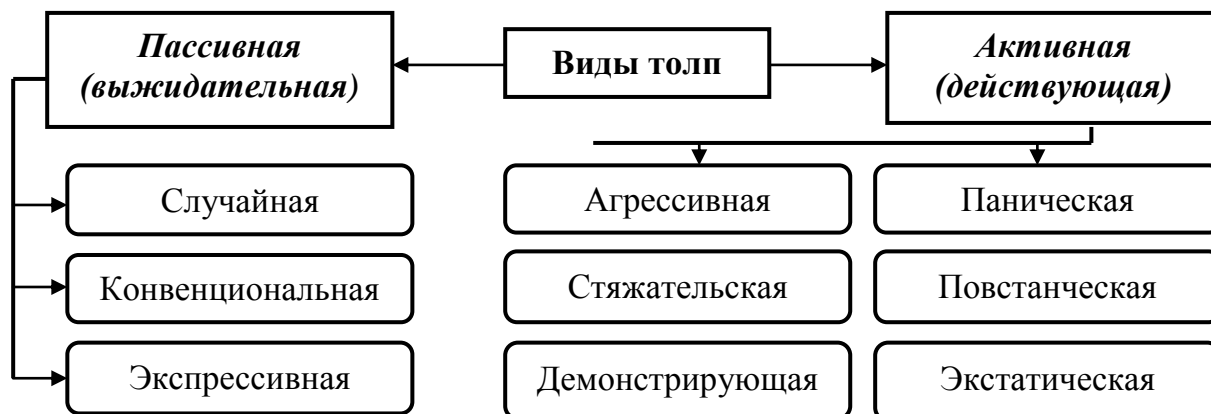 Пассивная
(выжидательная)
Виды толп
Активная
(действующая)
Случайная
Агрессивная
Паническая
Конвенциональная
Стяжательская
Повстанческая
Экспрессивная
Демонстрирующая
Экстатическая